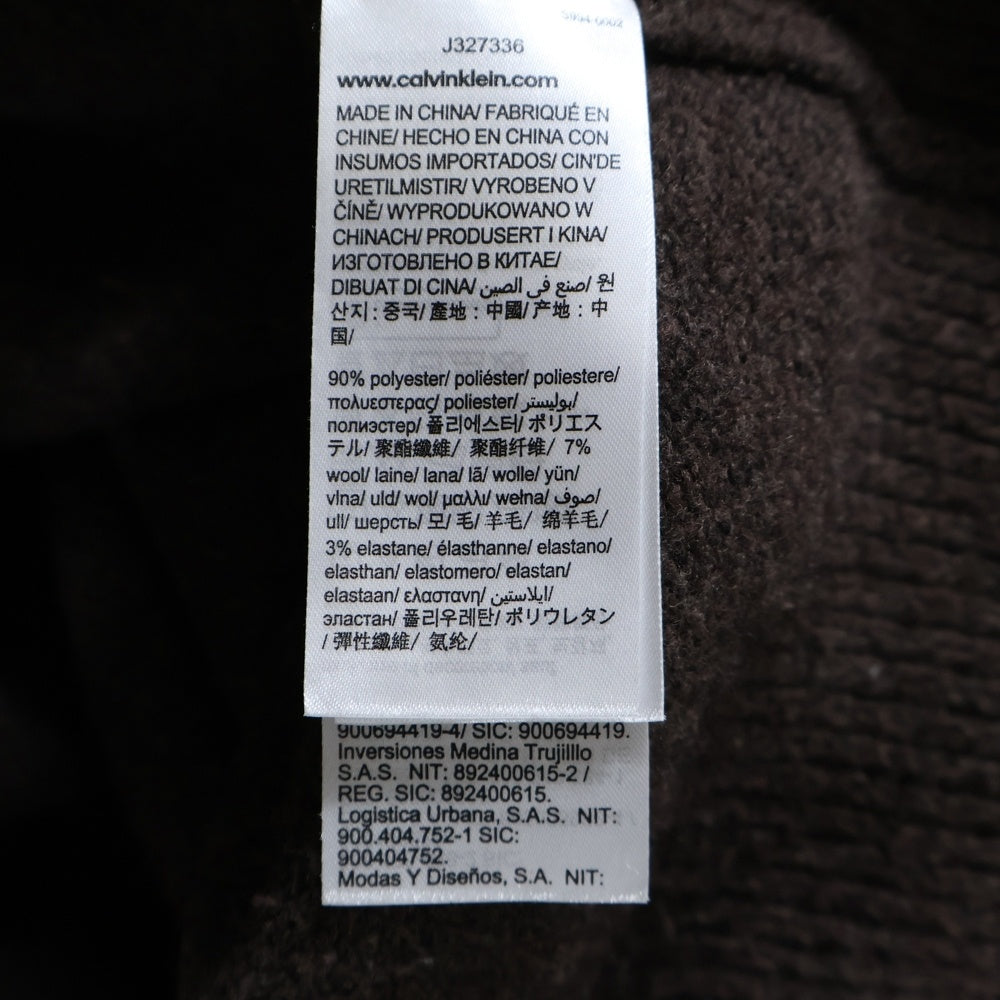 J327336
www.calvinklein.com
MADE IN CHINA/ FABRIQUÉ EN
CHINE/ HECHO EN CHINA CON
INSUMOS IMPORTADOS/ CIN'DE
URETILMISTIR/ VYROBENO V
ČÍNĚ/ WYPRODUKOWANO W
CHINACH/ PRODUSERT I KINA/
ИЗГОТОВЛЕНО В КИТАЕ/
DIBUAT DI CINA/ صنع في الصين/ 원
산지 : 중국/ 產地 : 中國/ 产地 : 中
国/
90% polyester/ poliéster/ poliestere/
πολυεστερας/ poliester/ بوليستر/
полиэстер/ 폴리에스터/ ポリエス
テル/ 聚酯纖維/ 聚酯纤维/ 7%
wool/ laine/ lana/ lã/ wolle/ yün/
vlna/ uld/ wol/ μαλλι/ wełna/ صوف/
ull/ шерсть/ 모/ 毛/ 羊毛/ 绵羊毛/
3% elastane/ élasthanne/ elastano/
elasthan/ elastomero/ elastan/
elastaan/ ελαστανη/ ايلاستين/
эластан/ 폴리우레탄/ ポリウレタン
/ 彈性纖維/ 氨纶/
900694419-4/ SIC: 900694419.
Inversiones Medina Trujilllo
S.A.S. NIT: 892400615-2 /
REG. SIC: 892400615.
Logistica Urbana, S.A.S. NIT:
900.404.752-1 SIC:
900404752.
Modas Y Diseños, S.A. NIT: